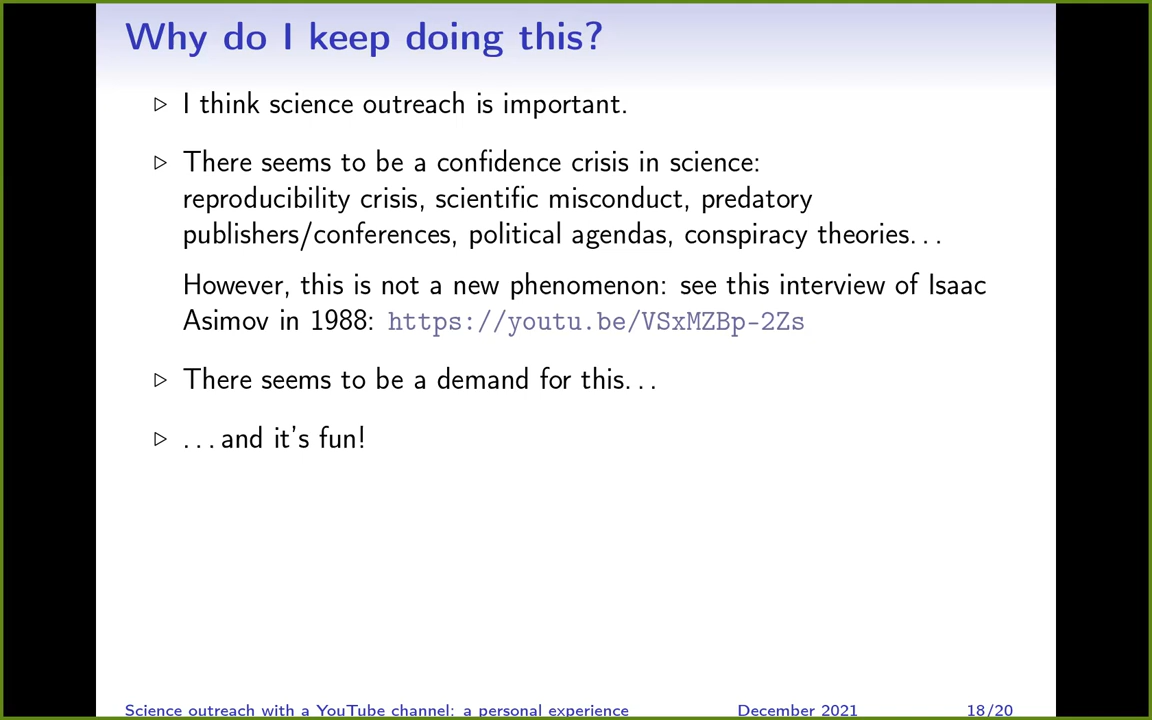 Why do I keep doing this?
▷ I think science outreach is important.
▷ There seems to be a confidence crisis in science:
reproducibility crisis, scientific misconduct, predatory
publishers/conferences, political agendas, conspiracy theories...
However, this is not a new phenomenon: see this interview of Isaac
Asimov in 1988: https://youtu.be/VSxMZBp-2Zs
▷ There seems to be a demand for this...
▷ ...and it's fun!
Science outreach with a YouTube channel: a personal experience December 2021 18/20